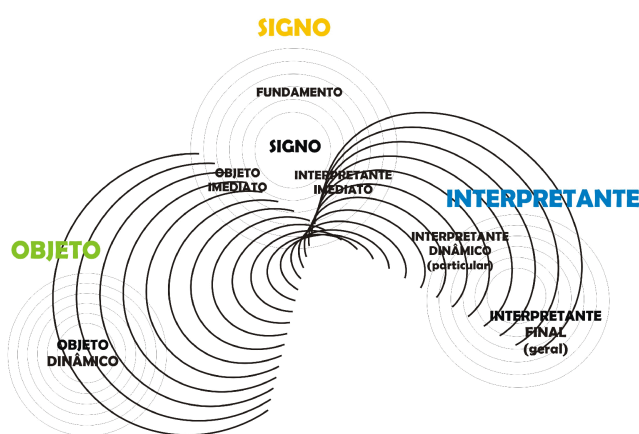 SIGNO
FUNDAMENTO
SIGNO
OBJETO
IMEDIATO
INTERPRETANTE
IMEDIATO
INTERPRETANTE
OBJETO
INTERPRETANTE
DINÂMICO
(particular)
INTERPRETANTE
FINAL
(geral)
OBJETO
DINÂMICO